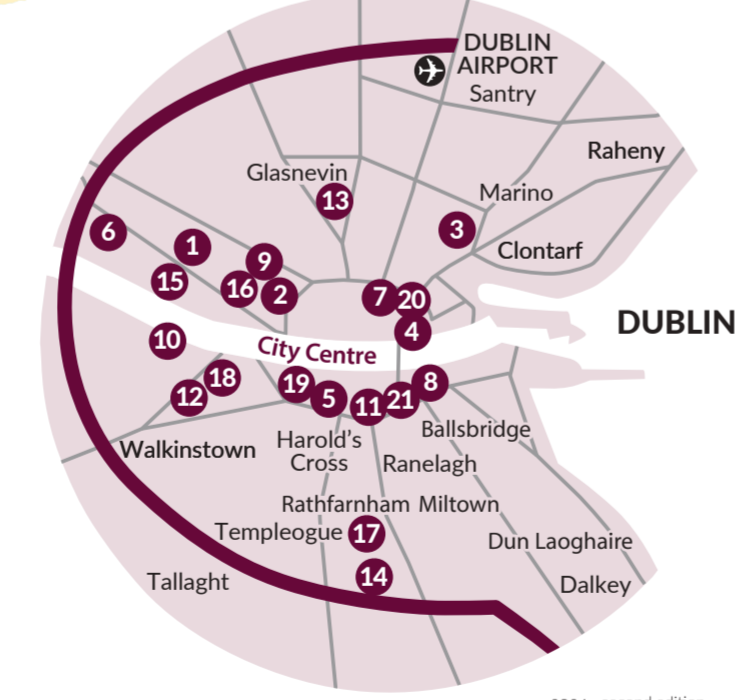 DUBLIN
AIRPORT
Santry
Raheny
Glasnevin
13
Marino
3
6
1
Clontarf
9
15
16
2
7
20
DUBLIN
4
10
City Centre
18
19
8
12
5
11
21
Ballsbridge
Walkinstown
Harold's
Cross
Ranelagh
Rathfarnham
Miltown
Templeogue
17
Dun Laoghaire
14
Tallaght
Dalkey